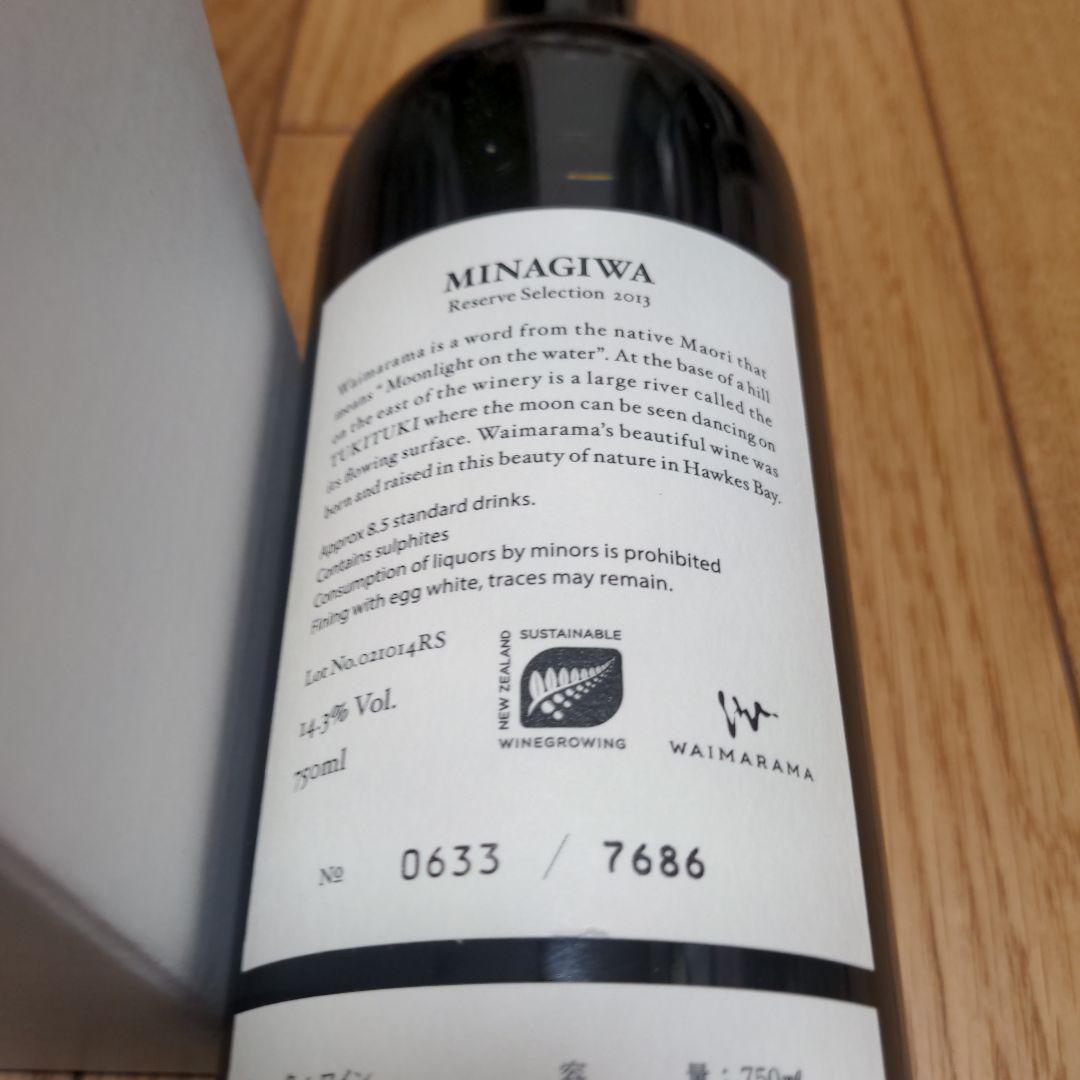 MINAGIWA
Reserve Selection 2013
Waimarama is a word from the native Maori that
means “Moonlight on the water”. At the base of a hill
on the east of the winery is a large river called the
TUKITUKI where the moon can be seen dancing on
its flowing surface. Waimarama’s beautiful wine was
born and raised in this beauty of nature in Hawkes Bay.
Approx 8.5 standard drinks.
Contains sulphites
Consumption of liquors by minors is prohibited
Fining with egg white, traces may remain.
Lot No.021014RS
14.3% Vol.
750ml
SUSTAINABLE
NEW ZEALAND
WINEGROWING
WAIMARAMA
№ 0633 / 7686
容 量：750ml